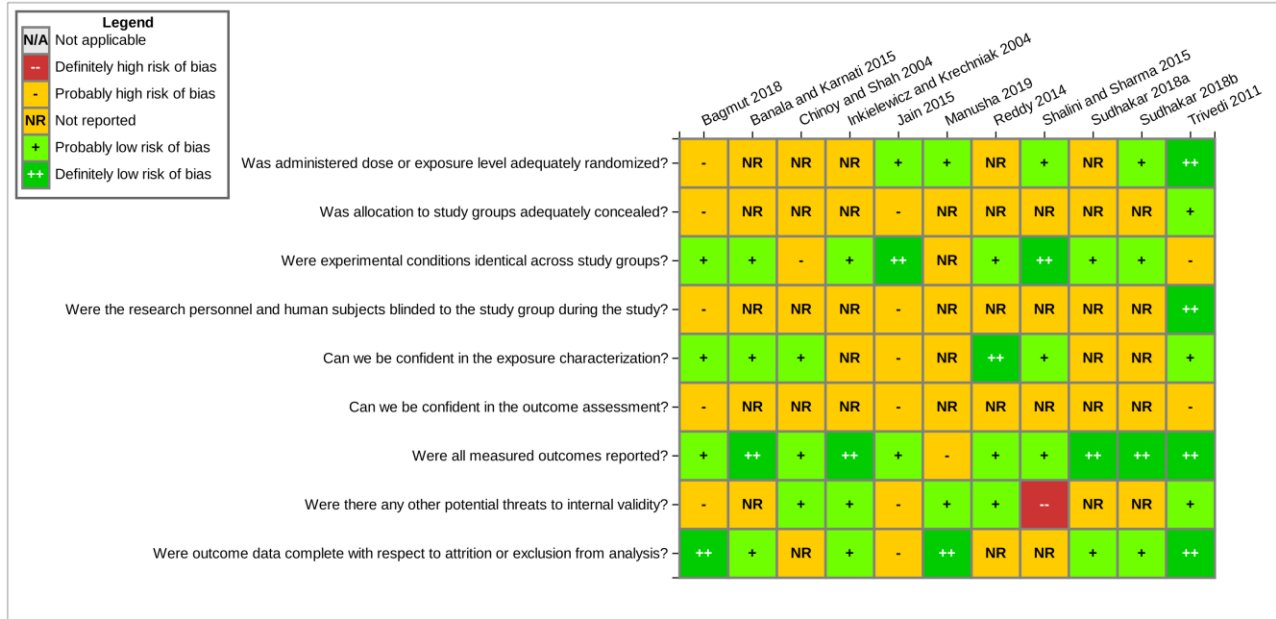 Legend
N/A Not applicable
-- Definitely high risk of bias
- Probably high risk of bias
NR Not reported
+ Probably low risk of bias
++ Definitely low risk of bias
Bagmut 2018
Banala and Karnati 2015
Chinoy and Shah 2004
Inkielewicz and Krechniak 2004
Jain 2015
Manusha 2019
Reddy 2014
Shalini and Sharma 2015
Sudhakar 2018a
Sudhakar 2018b
Trivedi 2011
Was administered dose or exposure level adequately randomized? - NR NR NR + + NR + NR + ++
Was allocation to study groups adequately concealed? - NR NR NR - NR NR NR NR NR +
Were experimental conditions identical across study groups? + + - + ++ NR + ++ + + -
Were the research personnel and human subjects blinded to the study group during the study? - NR NR NR - NR NR NR NR NR ++
Can we be confident in the exposure characterization? + + + NR - NR ++ + NR NR +
Can we be confident in the outcome assessment? - NR NR NR - NR NR NR NR NR -
Were all measured outcomes reported? + ++ + ++ + - + + ++ ++ ++
Were there any other potential threats to internal validity? - NR + + - + + -- NR NR +
Were outcome data complete with respect to attrition or exclusion from analysis? ++ + NR + - ++ NR NR + + ++